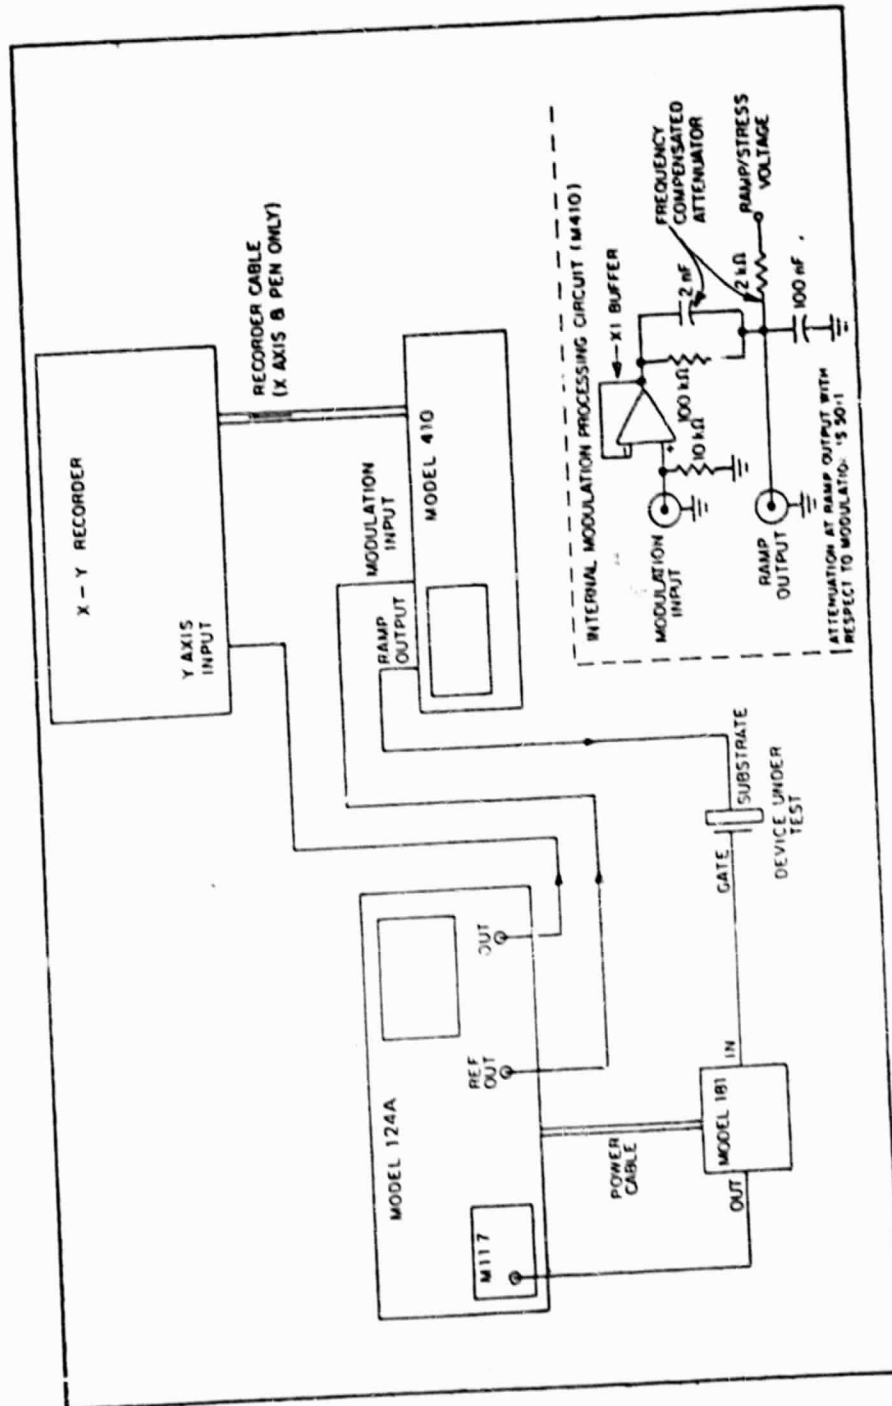 X-Y RECORDER
Y AXIS
INPUT
RECORDER CABLE
(X AXIS & PEN ONLY)
MODULATION
INPUT
RAMP
OUTPUT
MODEL 410
MODEL 124A
M117
REF
OUT
OUT
POWER
CABLE
MODEL 181
OUT
IN
GATE
SUBSTRATE
DEVICE UNDER
TEST
INTERNAL MODULATION PROCESSING CIRCUIT (M410)
X1 BUFFER
FREQUENCY
COMPENSATED
ATTENUATOR
+
100 kΩ
2 nF
10 kΩ
MODULATION
INPUT
2 kΩ
RAMP/STRESS
VOLTAGE
100 nF
RAMP
OUTPUT
ATTENUATION AT RAMP OUTPUT WITH
RESPECT TO MODULATION IS 50:1